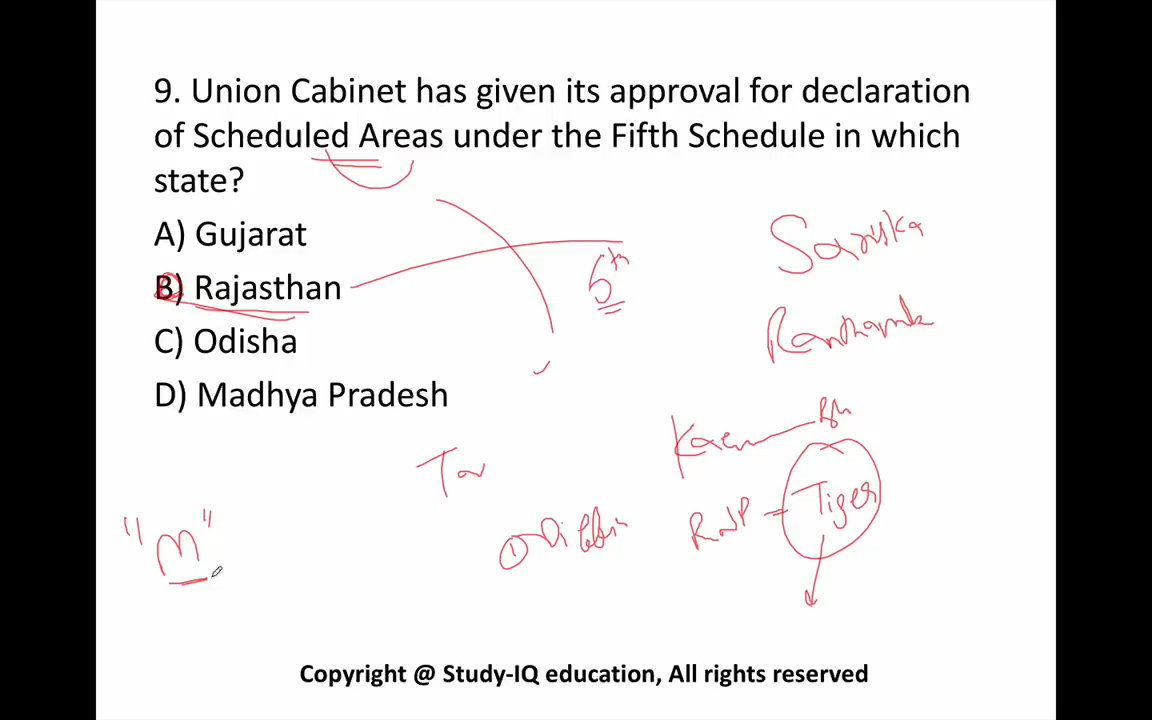 9. Union Cabinet has given its approval for declaration
of Scheduled Areas under the Fifth Schedule in which
state?
A) Gujarat
B) Rajasthan
C) Odisha
D) Madhya Pradesh
5th
Sariska
RNP = Tiger
"m"
Copyright @ Study-IQ education, All rights reserved